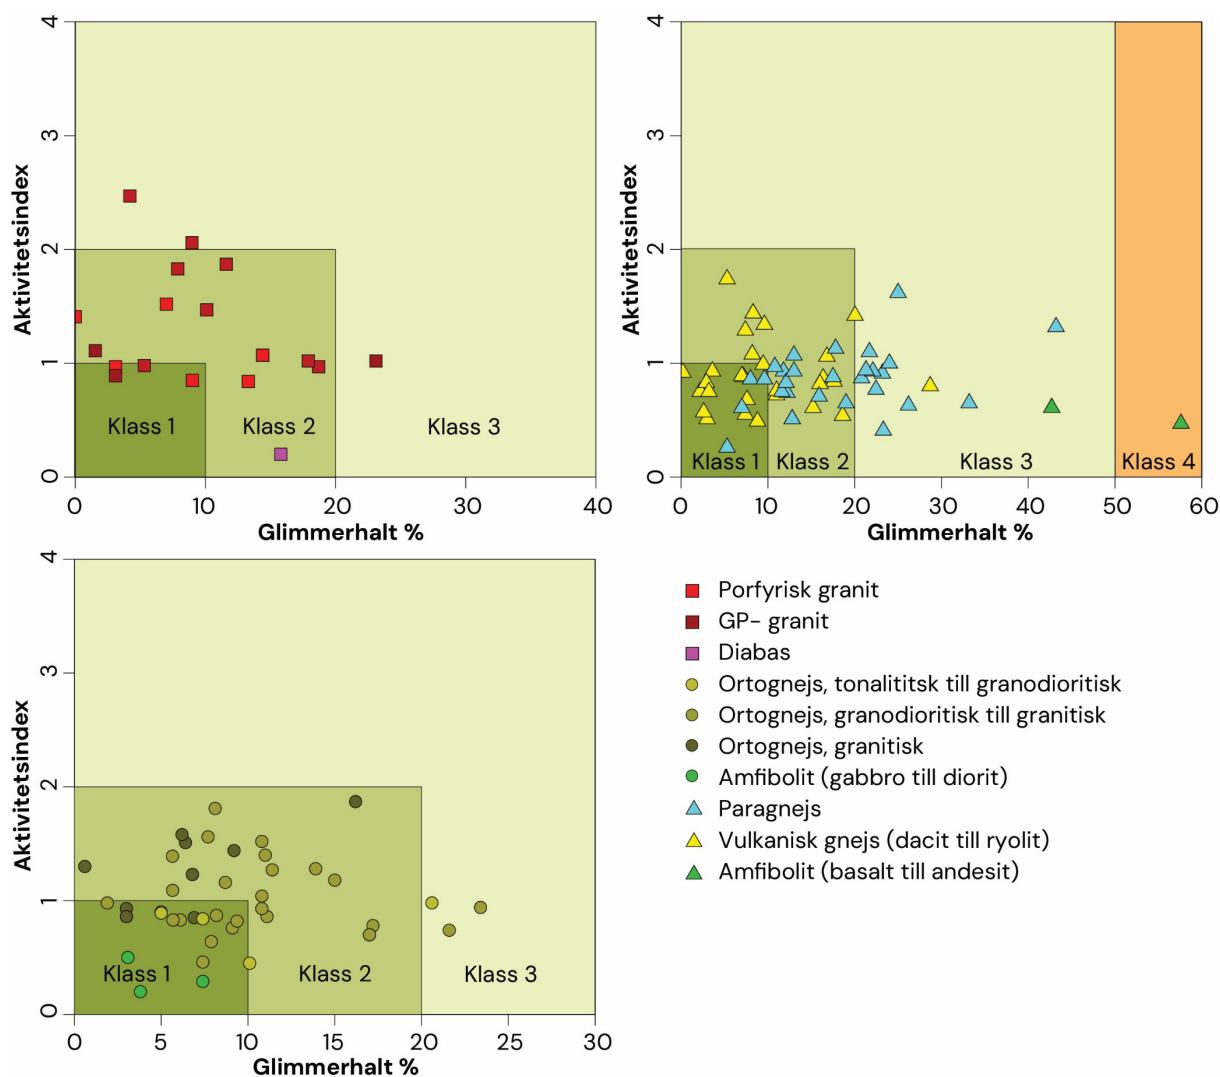 4
3
2
1
0
Aktivitetsindex
Klass 1
Klass 2
Klass 3
0
10
20
30
40
Glimmerhalt %
4
3
2
1
0
Aktivitetsindex
Klass 1
Klass 2
Klass 3
Klass 4
0
10
20
30
40
50
60
Glimmerhalt %
4
3
2
1
0
Aktivitetsindex
Klass 1
Klass 2
Klass 3
0
5
10
15
20
25
30
Glimmerhalt %
Porfyrisk granit
GP- granit
Diabas
Ortognejs, tonalititsk till granodioritisk
Ortognejs, granodioritisk till granitisk
Ortognejs, granitisk
Amfibolit (gabbro till diorit)
Paragnejs
Vulkanisk gnejs (dacit till ryolit)
Amfibolit (basalt till andesit)